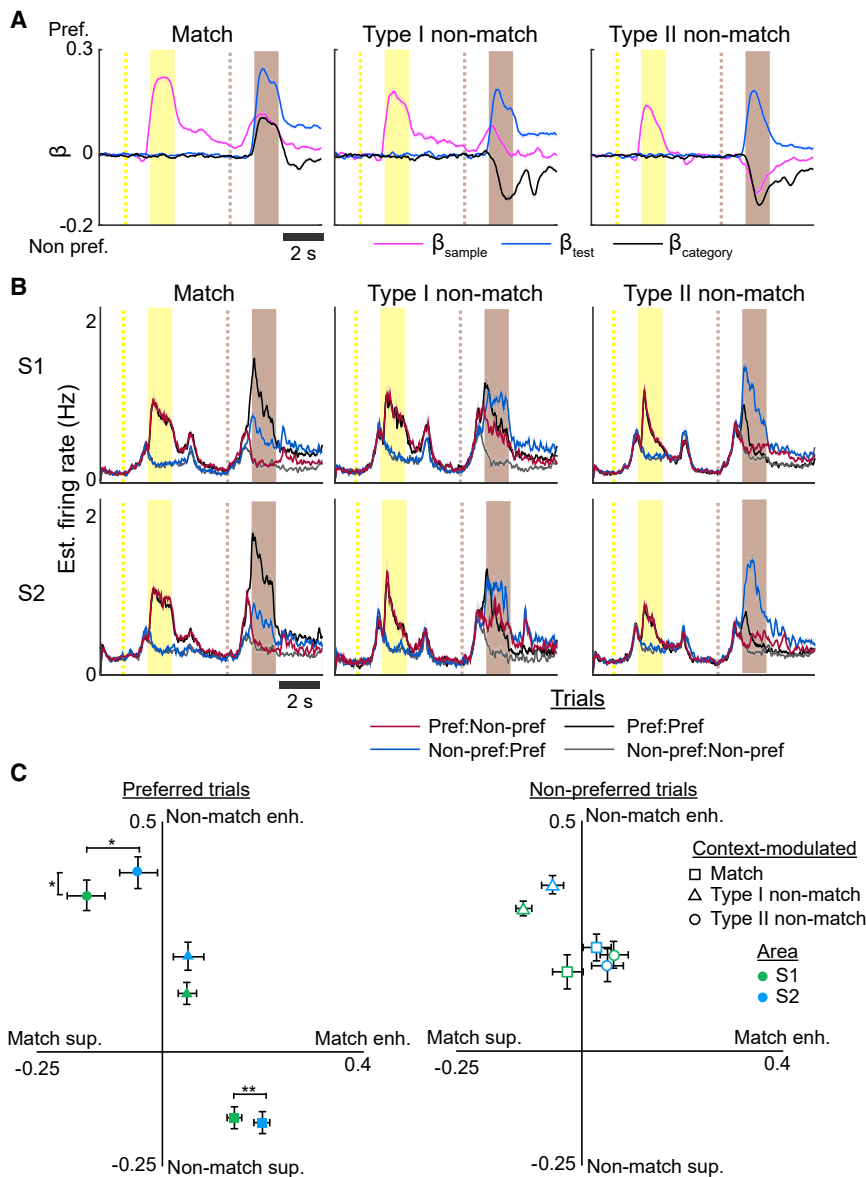 A
Pref.
Match
Type I non-match
Type II non-match
0.3
β
0
-0.2
Non pref.
2 s
βsample
βtest
βcategory
B
Match
Type I non-match
Type II non-match
S1
2
0
Est. firing rate (Hz)
S2
2
0
2 s
Trials
Pref:Non-pref
Pref:Pref
Non-pref:Pref
Non-pref:Non-pref
C
Preferred trials
0.5
Non-match enh.
*
*
Match sup.
Match enh.
-0.25
0.4
**
-0.25
Non-match sup.
Non-preferred trials
0.5
Non-match enh.
Match sup.
Match enh.
-0.25
0.4
-0.25
Non-match sup.
Context-modulated
Match
Type I non-match
Type II non-match
Area
S1
S2